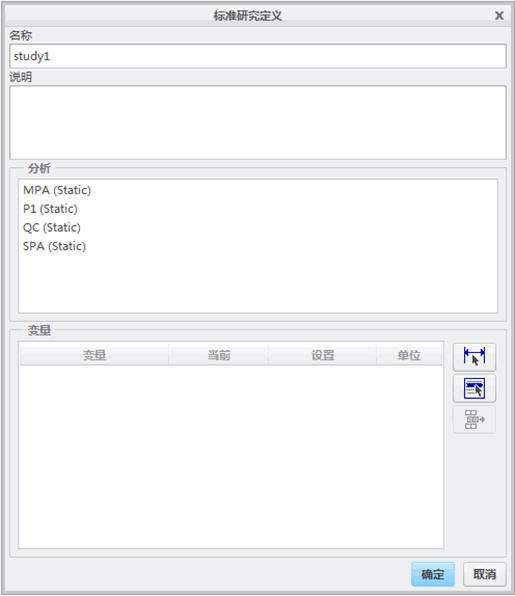 标准研究定义
名称
study1
说明
分析
MPA (Static)
P1 (Static)
QC (Static)
SPA (Static)
变量
变量 当前 设置 单位
确定 取消